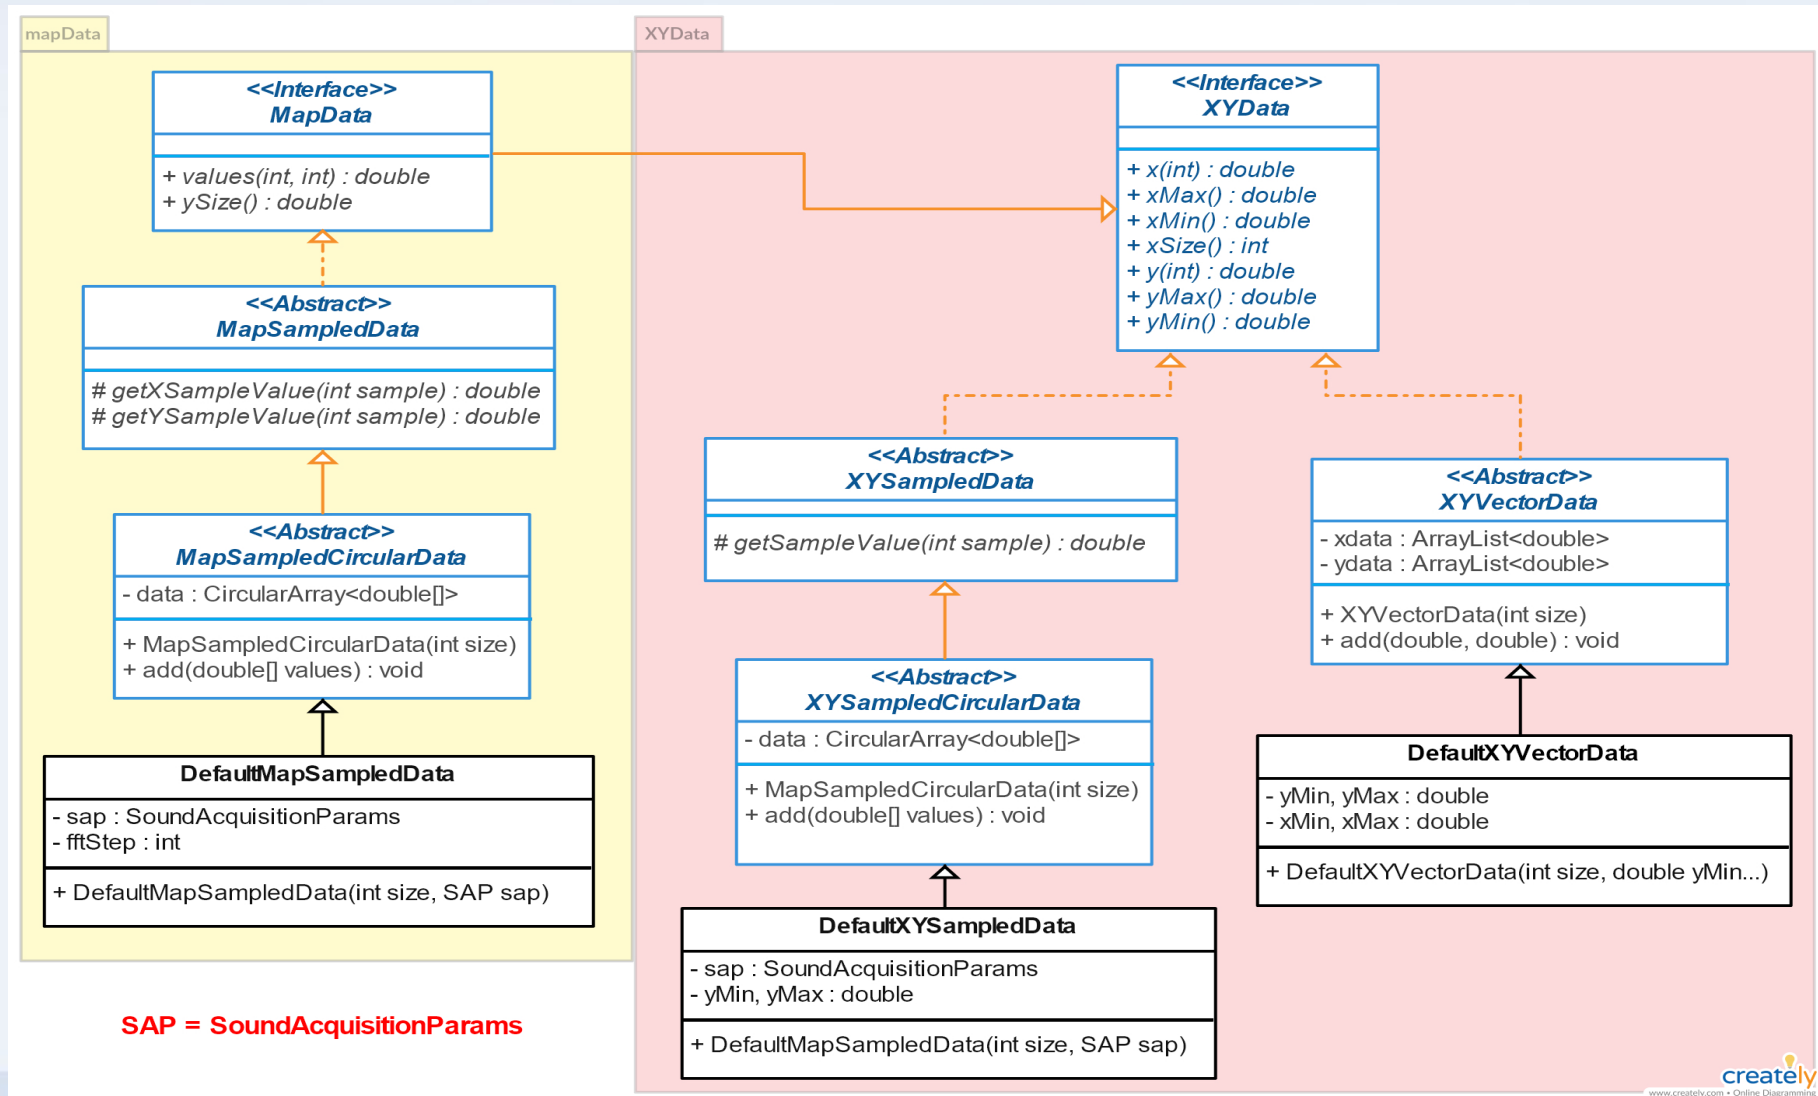 mapData
<<Interface>>
MapData
+ values(int, int) : double
+ ySize() : double
<<Abstract>>
MapSampledData
# getXSampleValue(int sample) : double
# getYSampleValue(int sample) : double
<<Abstract>>
MapSampledCircularData
- data : CircularArray<double[]>
+ MapSampledCircularData(int size)
+ add(double[] values) : void
DefaultMapSampledData
- sap : SoundAcquisitionParams
- fftStep : int
+ DefaultMapSampledData(int size, SAP sap)
SAP = SoundAcquisitionParams
XYData
<<Interface>>
XYData
+ x(int) : double
+ xMax() : double
+ xMin() : double
+ xSize() : int
+ y(int) : double
+ yMax() : double
+ yMin() : double
<<Abstract>>
XYSampledData
# getSampleValue(int sample) : double
<<Abstract>>
XYSampledCircularData
- data : CircularArray<double[]>
+ MapSampledCircularData(int size)
+ add(double[] values) : void
DefaultXYSampledData
- sap : SoundAcquisitionParams
- yMin, yMax : double
+ DefaultMapSampledData(int size, SAP sap)
<<Abstract>>
XYVectorData
- xdata : ArrayList<double>
- ydata : ArrayList<double>
+ XYVectorData(int size)
+ add(double, double) : void
DefaultXYVectorData
- yMin, yMax : double
- xMin, xMax : double
+ DefaultXYVectorData(int size, double yMin...)
creately
www.creately.com • Online Diagramming